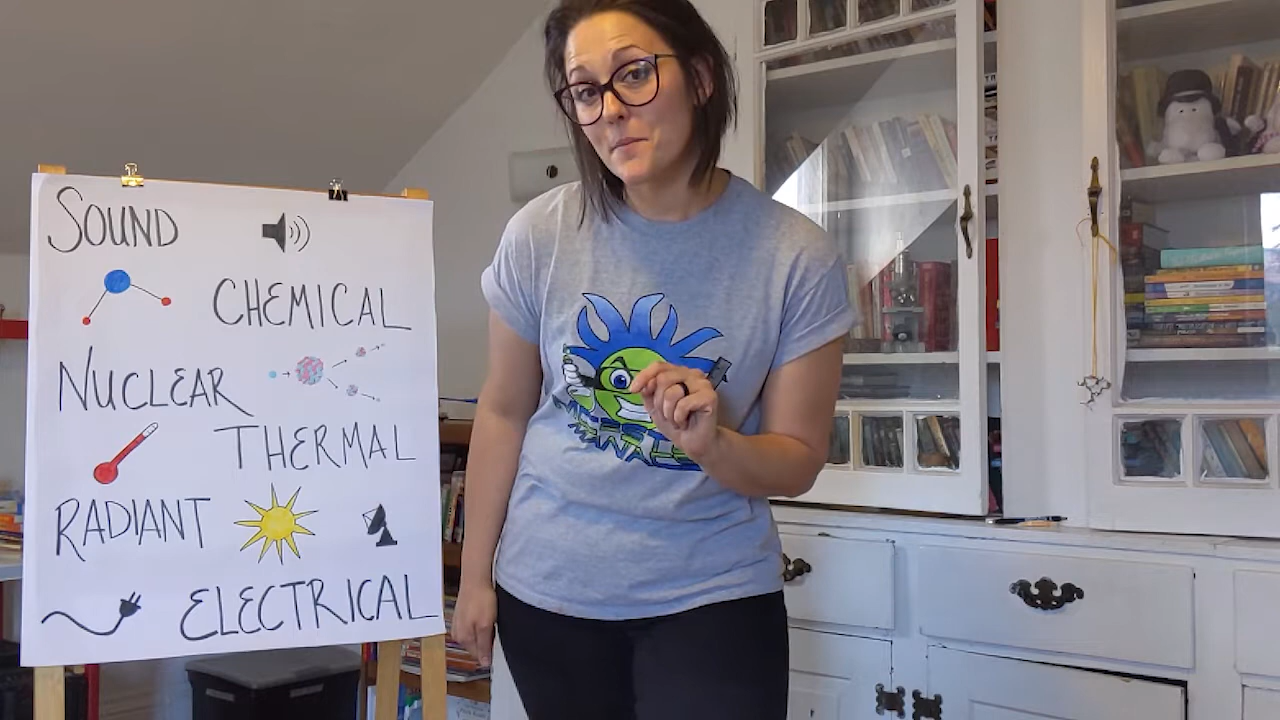 SOUND
CHEMICAL
NUCLEAR
THERMAL
RADIANT
ELECTRICAL